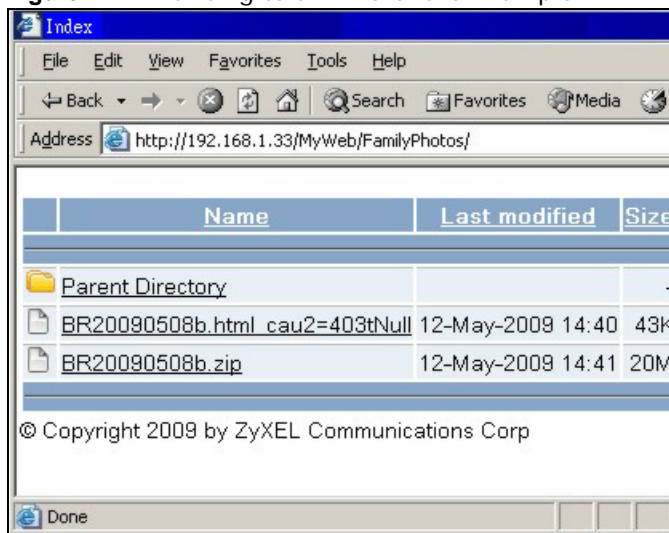 Index
File Edit View Favorites Tools Help
Back Search Favorites Media
Address http://192.168.1.33/MyWeb/FamilyPhotos/
Name Last modified Size
Parent Directory -
BR20090508b.html_cau2=403tNull 12-May-2009 14:40 43K
BR20090508b.zip 12-May-2009 14:41 20M
© Copyright 2009 by ZyXEL Communications Corp
Done